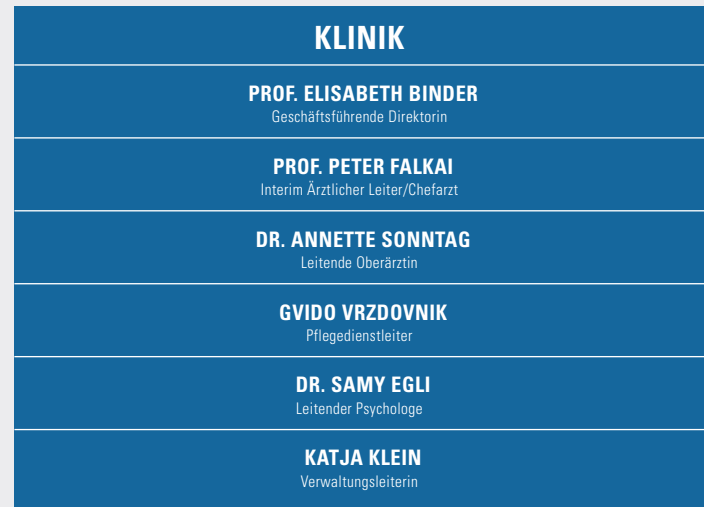 KLINIK
PROF. ELISABETH BINDER
Geschäftsführende Direktorin
PROF. PETER FALKAI
Interim Ärztlicher Leiter/Chefarzt
DR. ANNETTE SONNTAG
Leitende Oberärztin
GVIDO VRZDOVNIK
Pflegedienstleiter
DR. SAMY EGLI
Leitender Psychologe
KATJA KLEIN
Verwaltungsleiterin